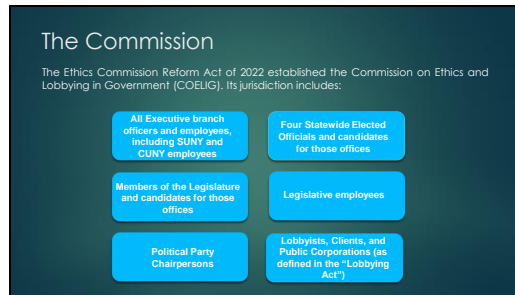 The Commission
The Ethics Commission Reform Act of 2022 established the Commission on Ethics and
Lobbying in Government (COELIG). Its jurisdiction includes:
All Executive branch
officers and employees,
including SUNY and
CUNY employees
Four Statewide Elected
Officials and candidates
for those offices
Members of the Legislature
and candidates for those
offices
Legislative employees
Political Party
Chairpersons
Lobbyists, Clients, and
Public Corporations (as
defined in the “Lobbying
Act”)